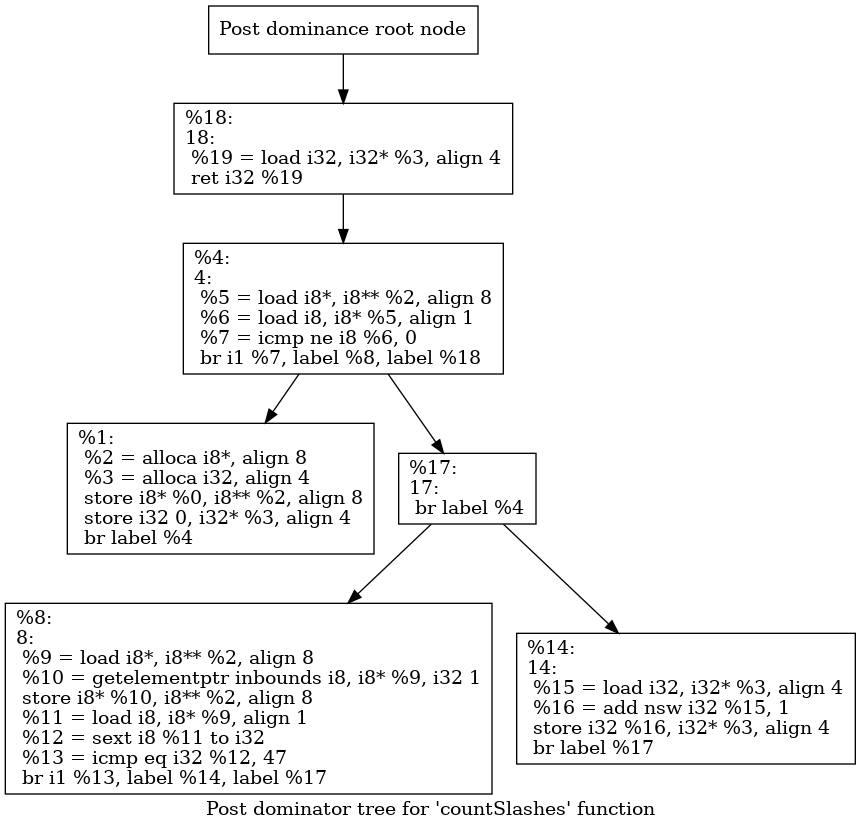 Post dominance root node
%18:
18:
%19 = load i32, i32* %3, align 4
ret i32 %19
%4:
4:
%5 = load i8*, i8** %2, align 8
%6 = load i8, i8* %5, align 1
%7 = icmp ne i8 %6, 0
br i1 %7, label %8, label %18
%1:
%2 = alloca i8*, align 8
%3 = alloca i32, align 4
store i8* %0, i8** %2, align 8
store i32 0, i32* %3, align 4
br label %4
%17:
17:
br label %4
%8:
8:
%9 = load i8*, i8** %2, align 8
%10 = getelementptr inbounds i8, i8* %9, i32 1
store i8* %10, i8** %2, align 8
%11 = load i8, i8* %9, align 1
%12 = sext i8 %11 to i32
%13 = icmp eq i32 %12, 47
br i1 %13, label %14, label %17
%14:
14:
%15 = load i32, i32* %3, align 4
%16 = add nsw i32 %15, 1
store i32 %16, i32* %3, align 4
br label %17
Post dominator tree for 'countSlashes' function